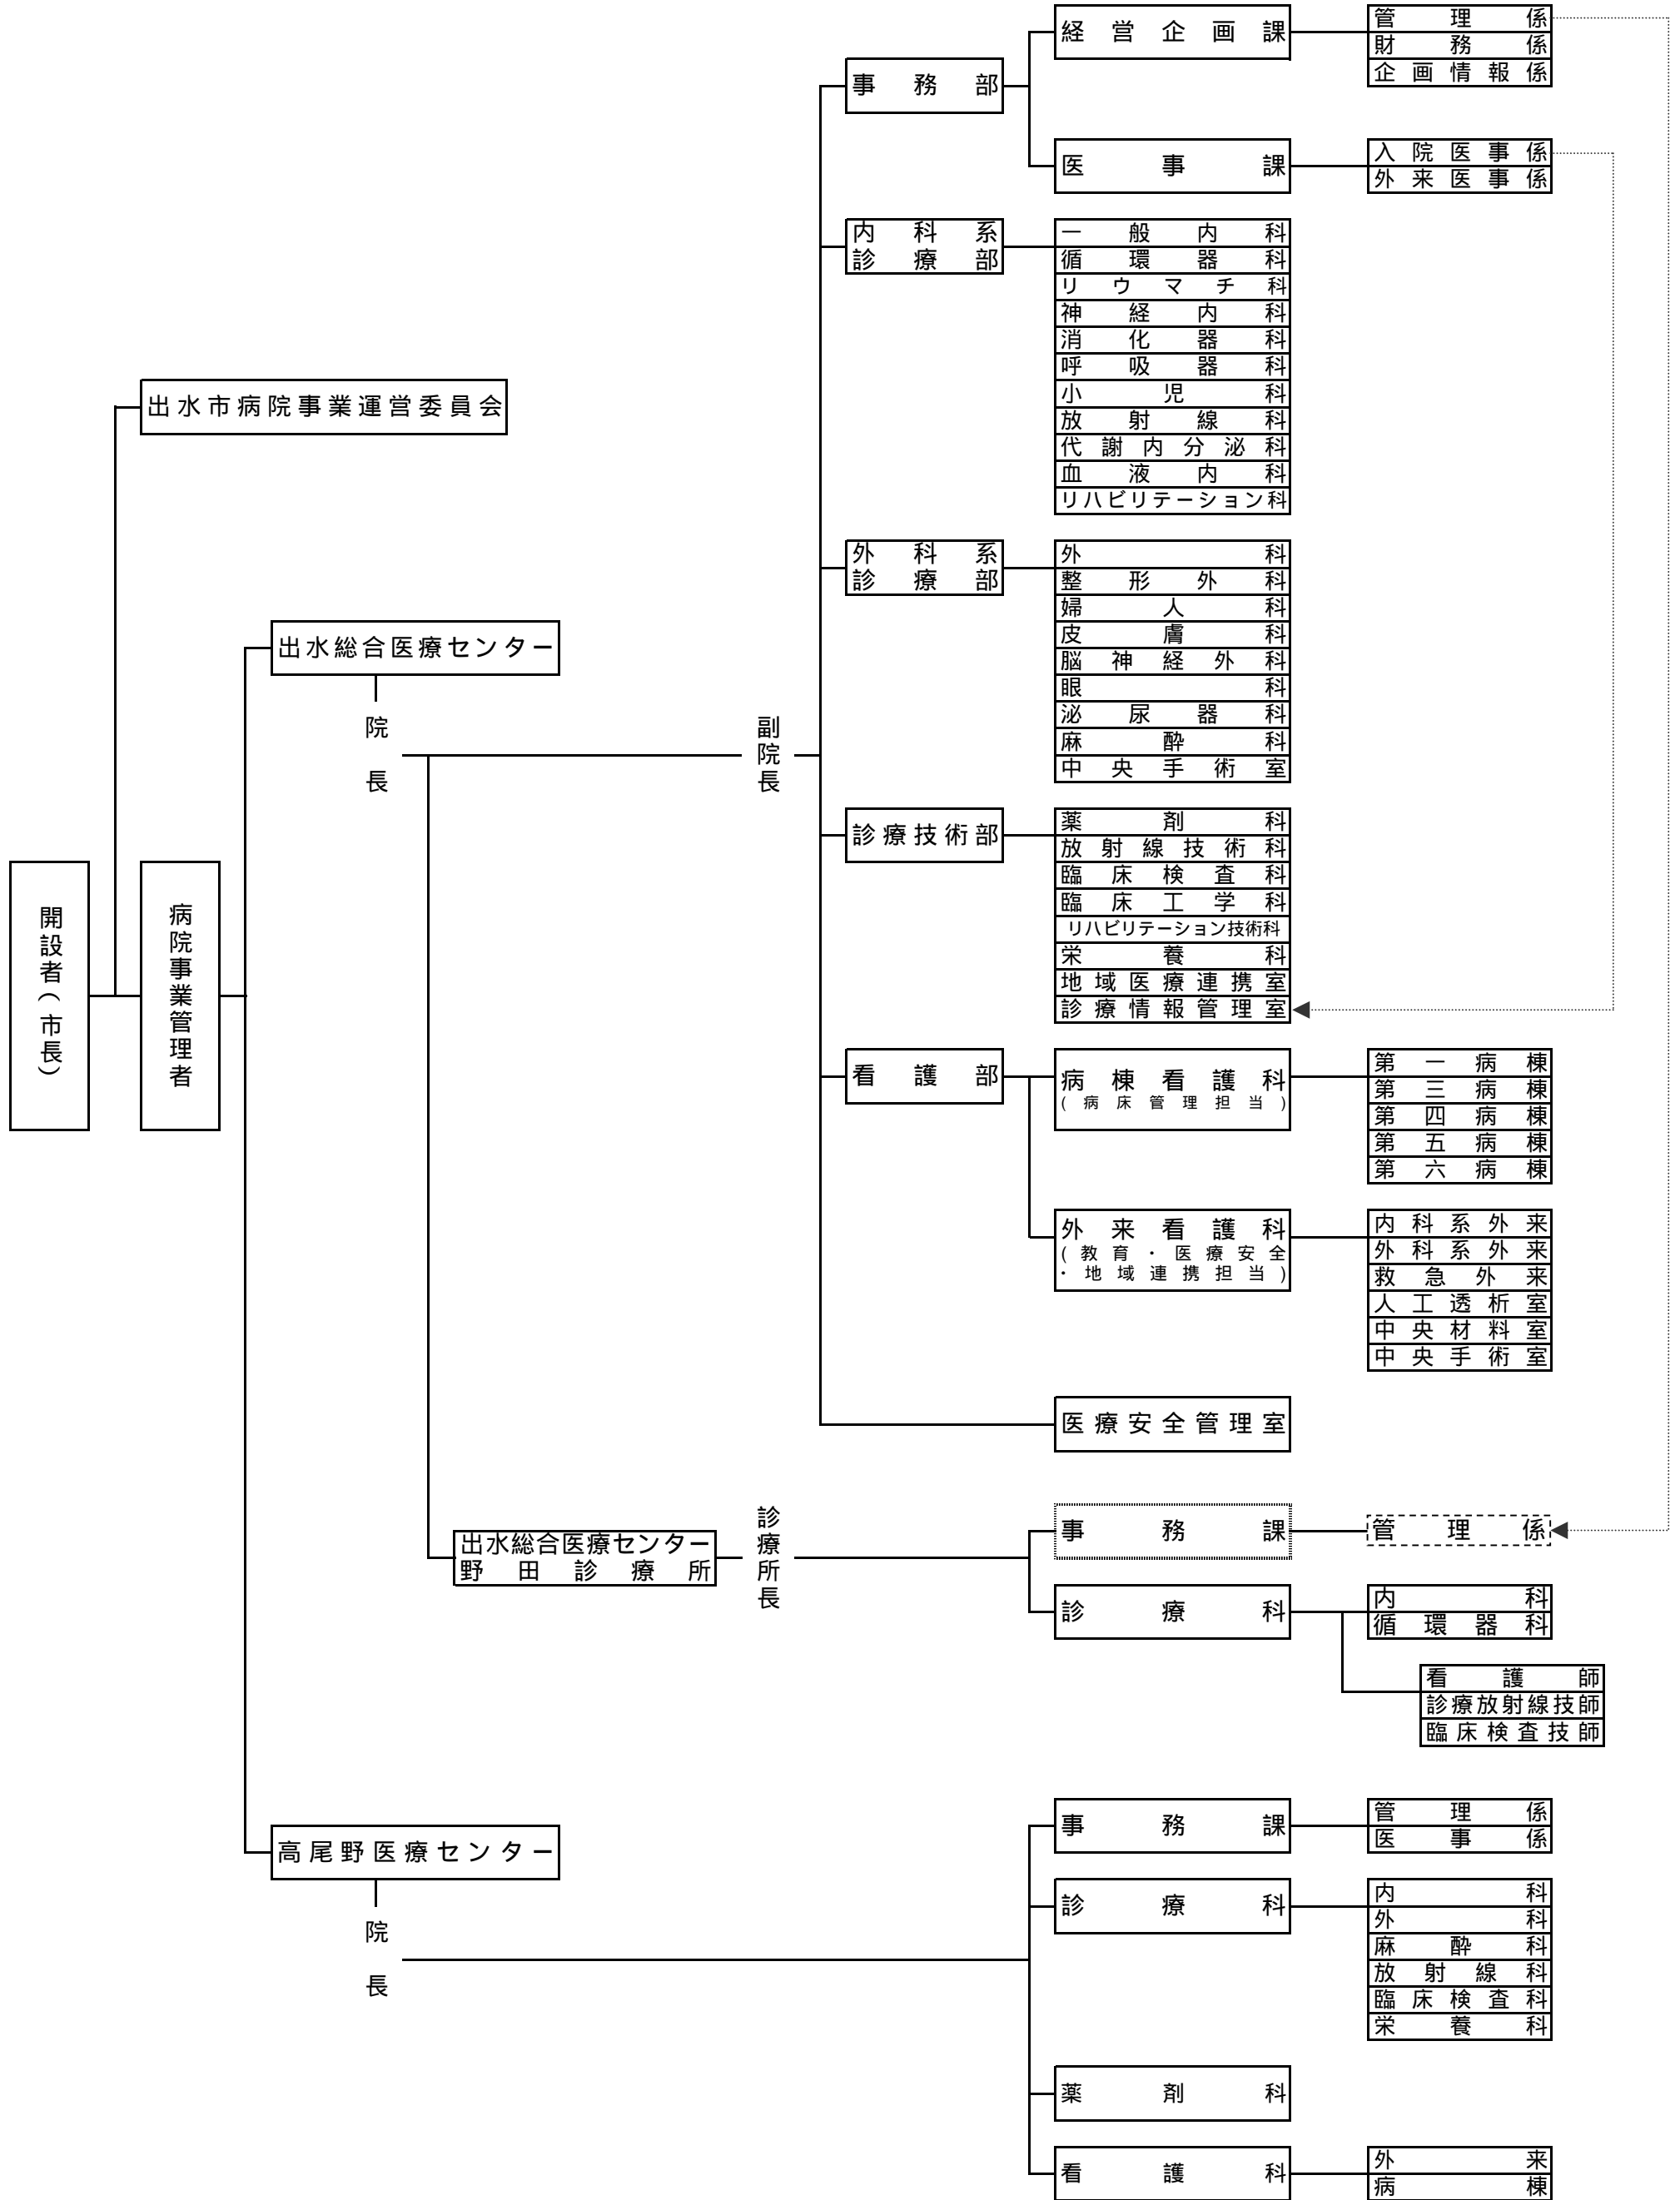 経営企画課
管理係
財務係
企画情報係
事務部
医事課
入院医事係
外来医事係
内科系
診療部
一般内科
循環器科
リウマチ科
神経内科
消化器科
呼吸器科
小児科
放射線科
代謝内分泌科
血液内科
リハビリテーション科
出水市病院事業運営委員会
外科系
診療部
外科
整形外科
婦人科
皮膚科
脳神経外科
眼科
泌尿器科
麻酔科
中央手術室
出水総合医療センター
院長
副院長
診療技術部
薬剤科
放射線技術科
臨床検査科
臨床工学科
リハビリテーション技術科
栄養科
地域医療連携室
診療情報管理室
開設者(市長)
病院事業管理者
看護部
病棟看護科
(病床管理担当)
第一病棟
第三病棟
第四病棟
第五病棟
第六病棟
外来看護科
(教育・医療安全
・地域連携担当)
内科系外来
外科系外来
救急外来
人工透析室
中央材料室
中央手術室
医療安全管理室
出水総合医療センター
野田診療所
診療所長
事務課
管理係
診療科
内科
循環器科
看護師
診療放射線技師
臨床検査技師
高尾野医療センター
院長
事務課
管理係
医事係
診療科
内科
外科
麻酔科
放射線科
臨床検査科
栄養科
薬剤科
看護科
外来
病棟